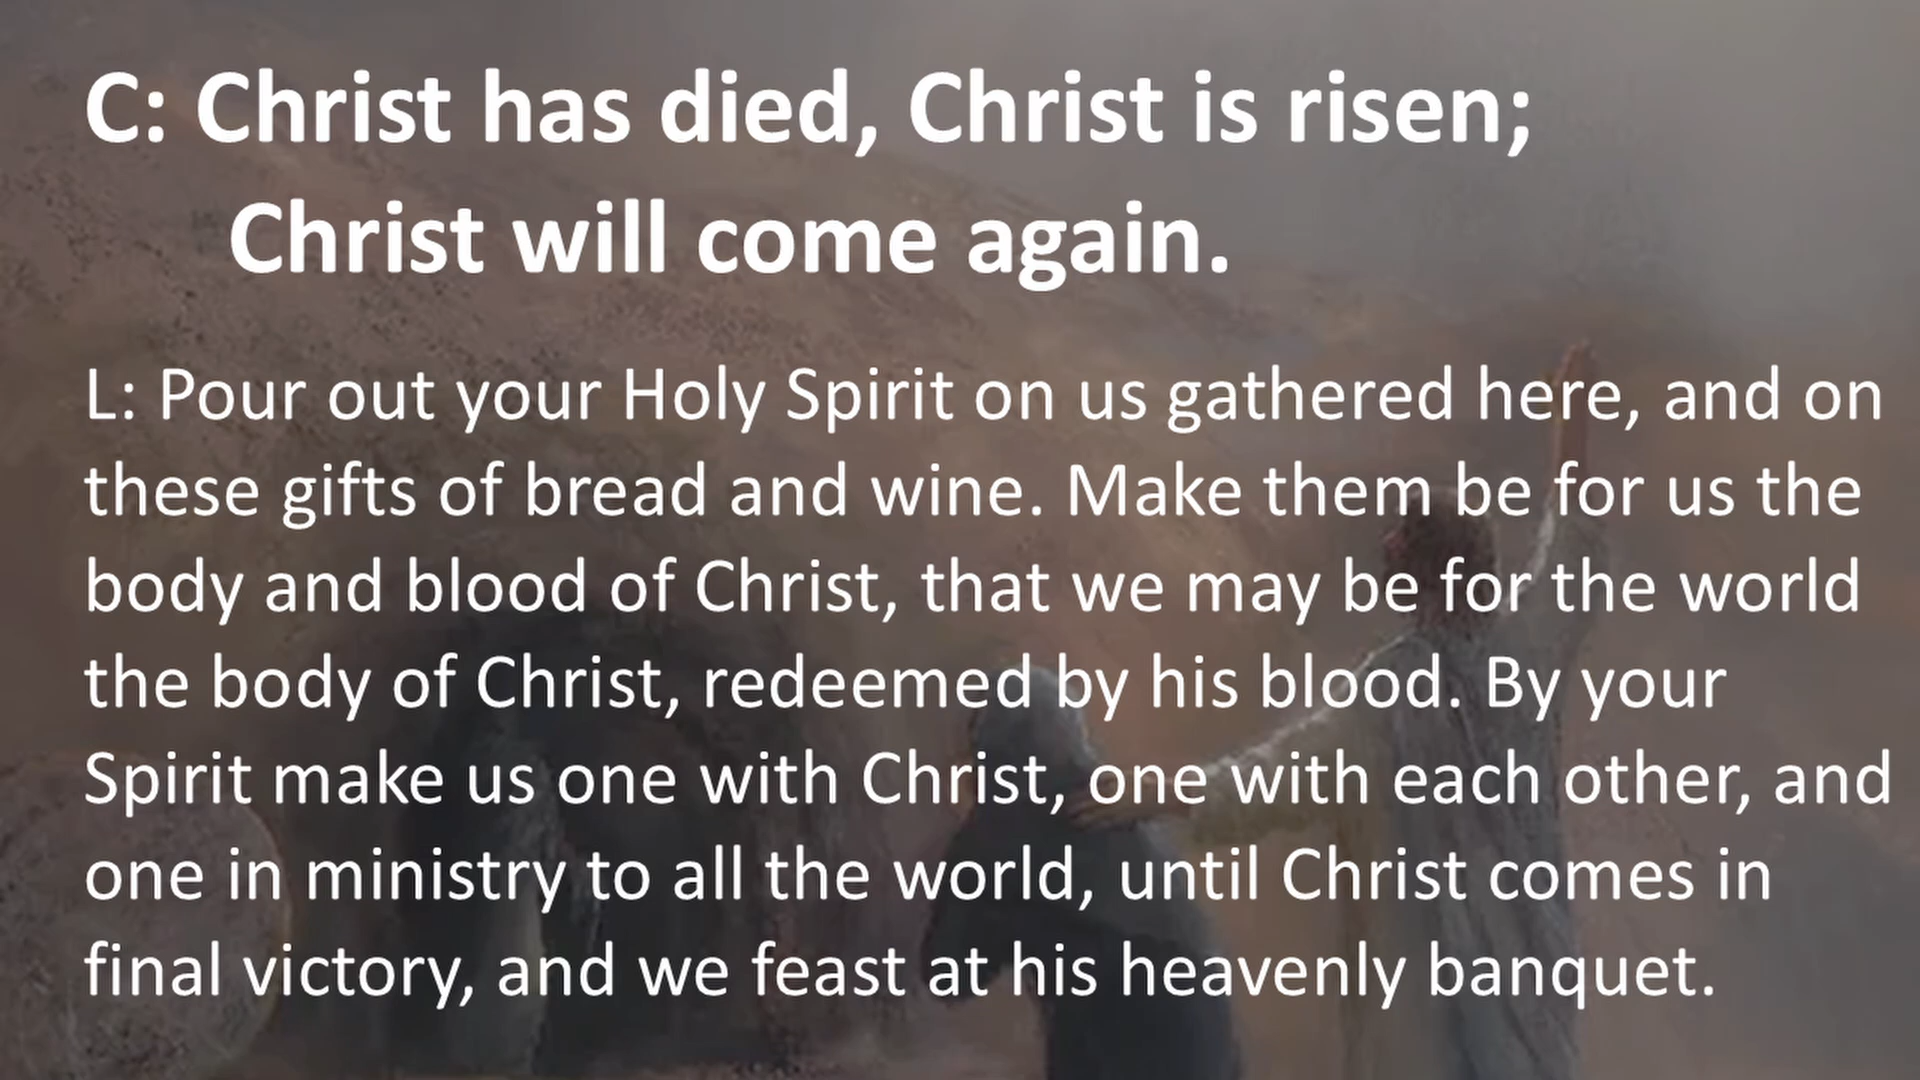 C: Christ has died, Christ is risen;
Christ will come again.
L: Pour out your Holy Spirit on us gathered here, and on
these gifts of bread and wine. Make them be for us the
body and blood of Christ, that we may be for the world
the body of Christ, redeemed by his blood. By your
Spirit make us one with Christ, one with each other, and
one in ministry to all the world, until Christ comes in
final victory, and we feast at his heavenly banquet.